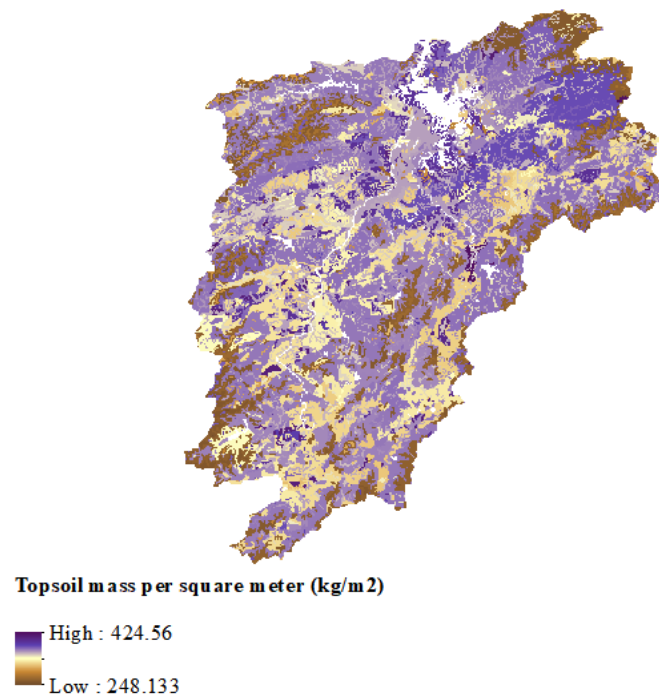 Topsoil mass per square meter (kg/m2)
High : 424.56
Low : 248.133